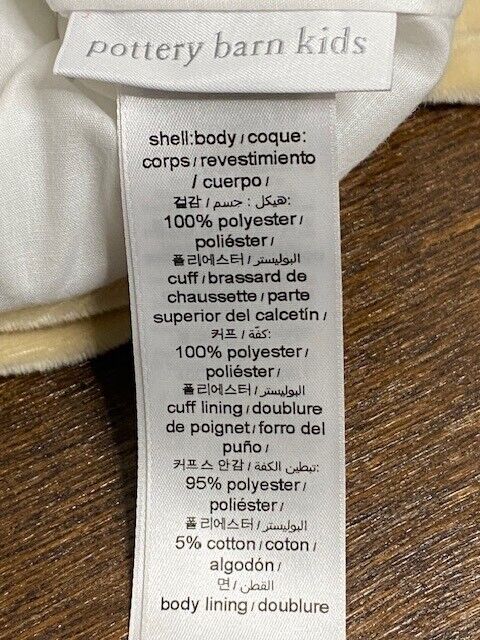 pottery barn kids
shell:body / coque:
corps / revestimiento
/ cuerpo /
겉감 / هيكل : جسم:
100% polyester /
poliéster /
폴리에스터 / البوليستر
cuff / brassard de
chaussette / parte
superior del calcetín /
커프 / كفّة:
100% polyester /
poliéster /
폴리에스터 / البوليستر
cuff lining / doublure
de poignet / forro del
puño /
커프스 안감 / تبطين الكفة:
95% polyester /
poliéster /
폴리에스터 / البوليستر
5% cotton / coton /
algodón /
면 / القطن
body lining / doublure